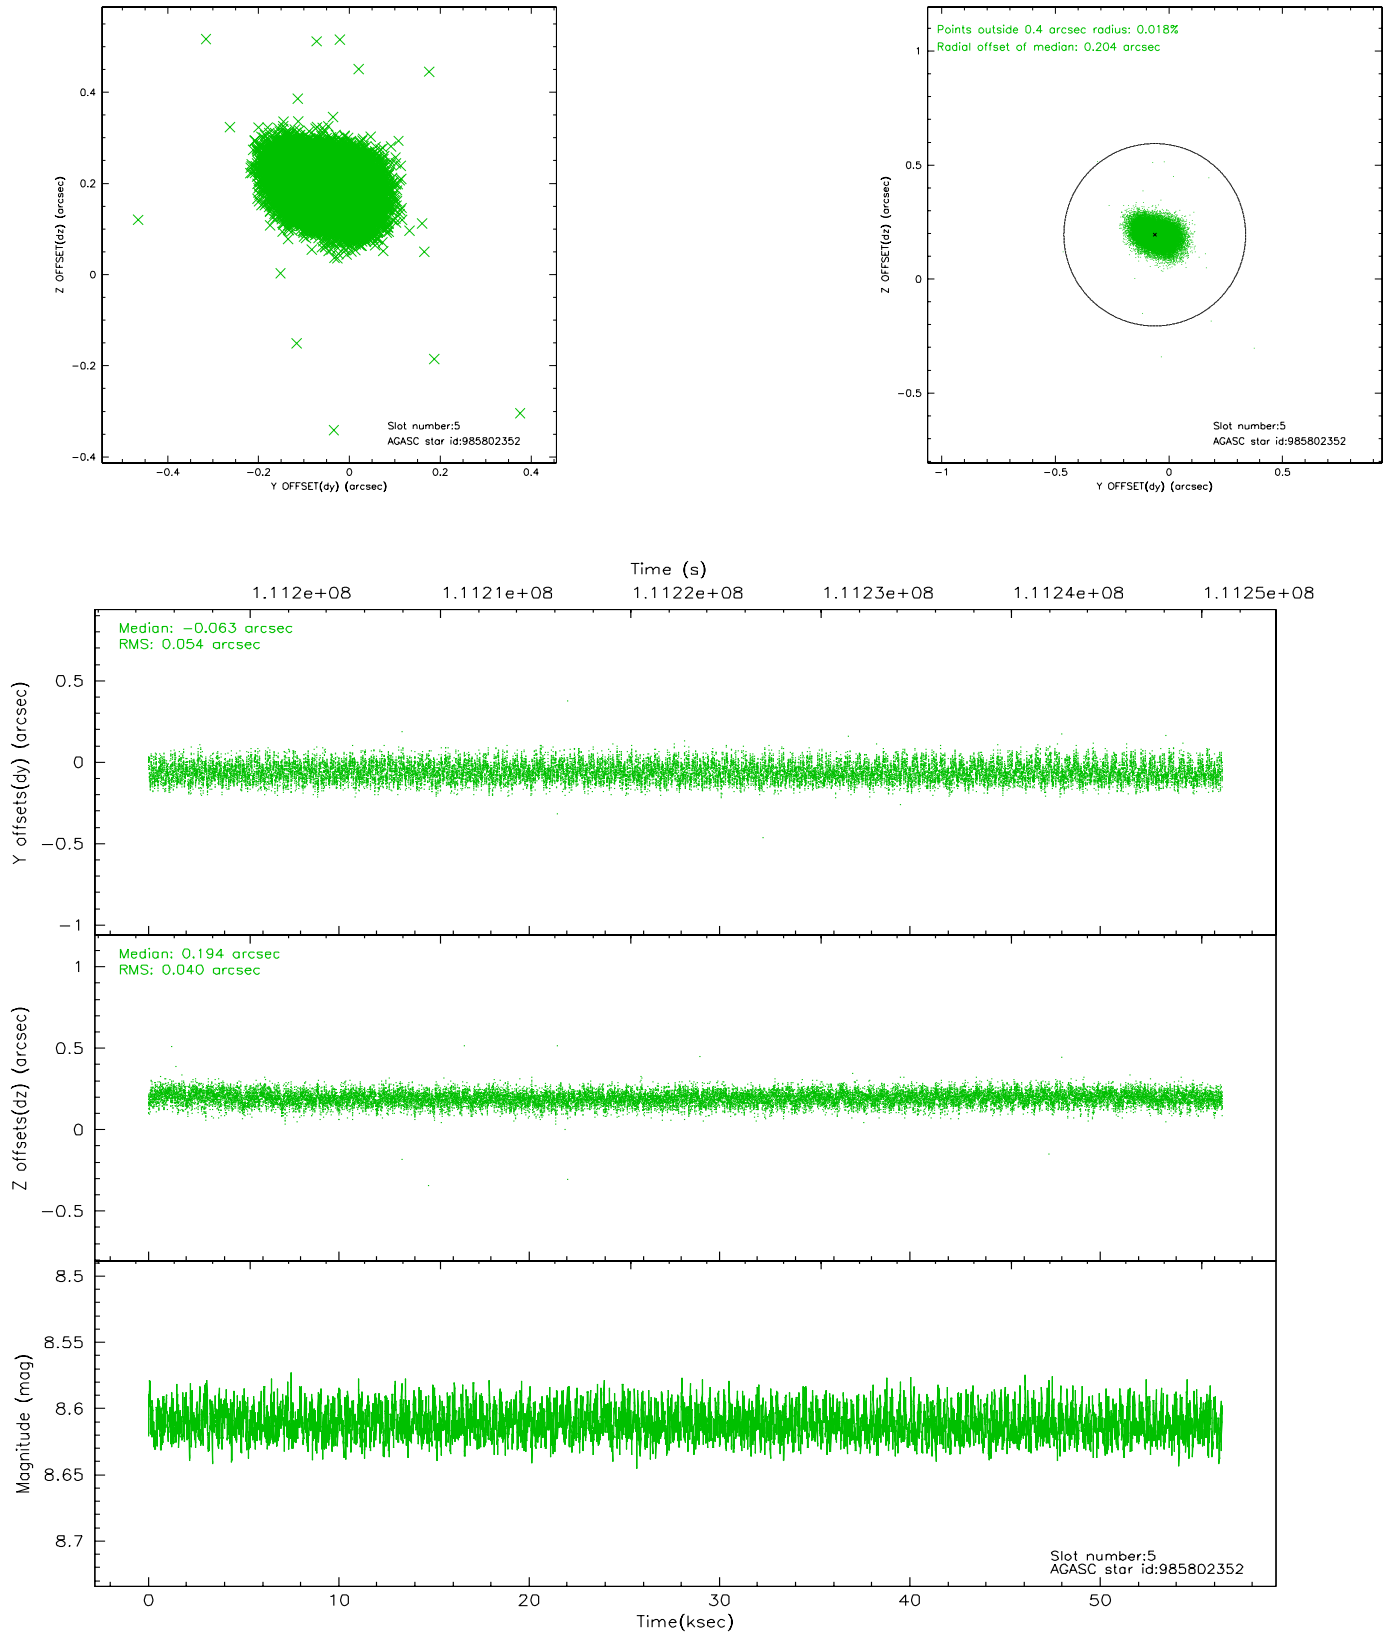 0.4
0.2
0
−0.2
−0.4
Z OFFSET(dz) (arcsec)
Slot number:5
AGASC star id:985802352
−0.4 −0.2 0 0.2 0.4
Y OFFSET(dy) (arcsec)
Points outside 0.4 arcsec radius: 0.018%
Radial offset of median: 0.204 arcsec
1
0.5
0
−0.5
Z OFFSET(dz) (arcsec)
Slot number:5
AGASC star id:985802352
−1 −0.5 0 0.5
Y OFFSET(dy) (arcsec)
Time (s)
1.112e+08 1.1121e+08 1.1122e+08 1.1123e+08 1.1124e+08 1.1125e+08
Median: −0.063 arcsec
RMS: 0.054 arcsec
0.5
0
−0.5
−1
Y offsets(dy) (arcsec)
Median: 0.194 arcsec
RMS: 0.040 arcsec
1
0.5
0
−0.5
Z offsets(dz) (arcsec)
8.5
8.55
8.6
8.65
8.7
Magnitude (mag)
Slot number:5
AGASC star id:985802352
0 10 20 30 40 50
Time(ksec)